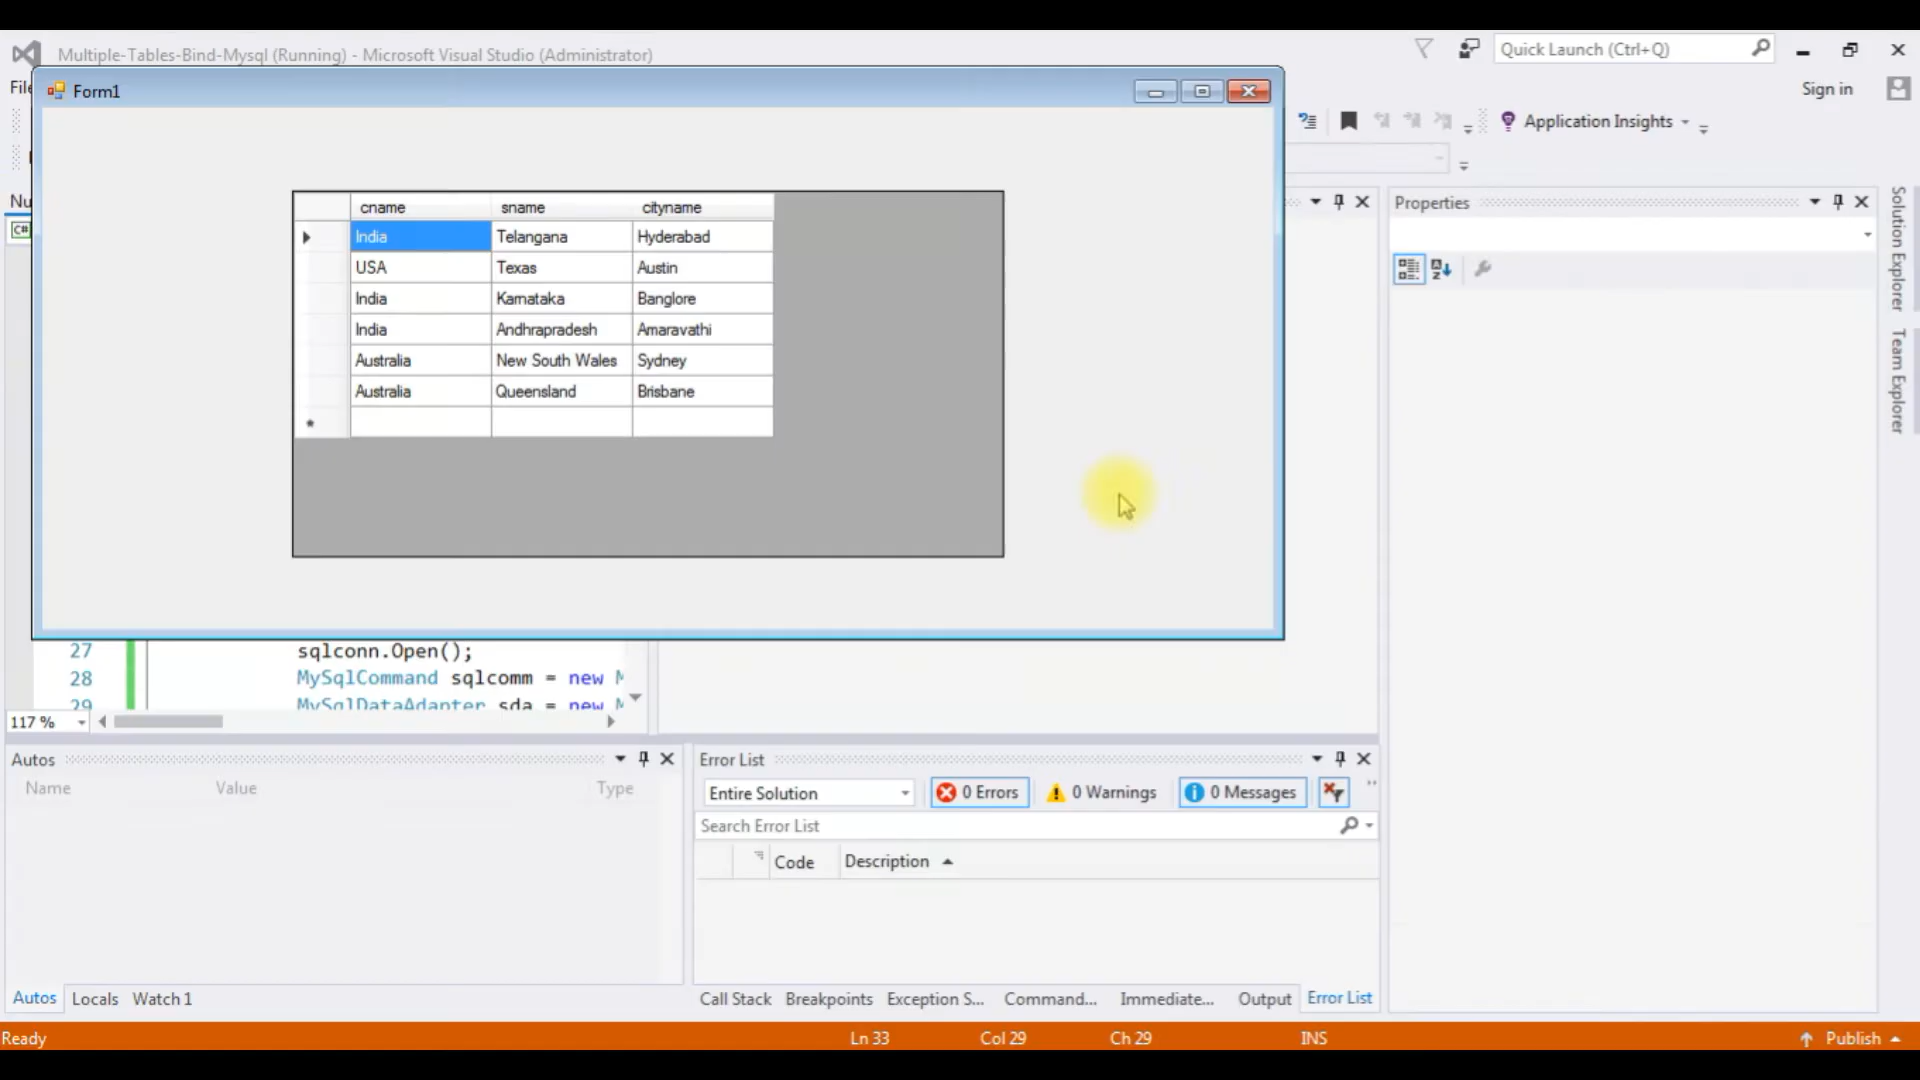 Multiple-Tables-Bind-Mysql (Running) - Microsoft Visual Studio (Administrator)
Quick Launch (Ctrl+Q)
Sign in
Form1
Application Insights
cname sname cityname
India Telangana Hyderabad
USA Texas Austin
India Karnataka Banglore
India Andhrapradesh Amaravathi
Australia New South Wales Sydney
Australia Queensland Brisbane
*
Properties
Solution Explorer
Team Explorer
27 sqlconn.Open();
28 MySqlCommand sqlcomm = new
29 MySqlDataAdapter sda = new
117 %
Autos
Name Value Type
Error List
Entire Solution
0 Errors
0 Warnings
0 Messages
Search Error List
Code Description
Autos Locals Watch 1
Call Stack Breakpoints Exception S... Command... Immediate... Output Error List
Ready Ln 33 Col 29 Ch 29 INS Publish